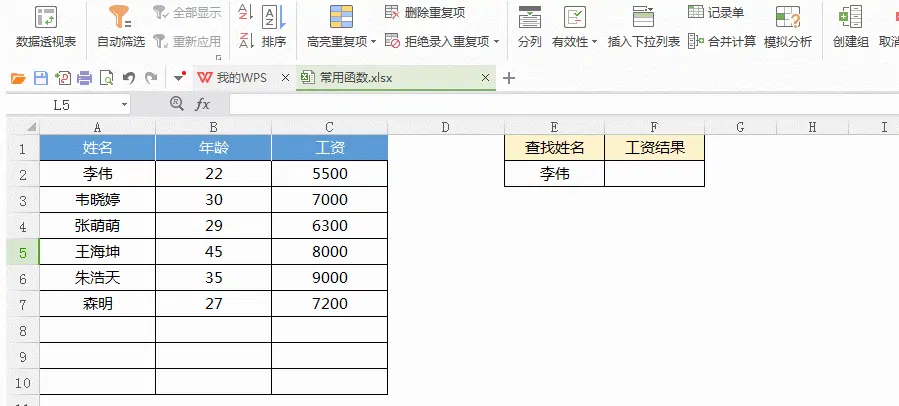 全部显示 删除重复项 记录单
数据透视表 自动筛选 重新应用 排序 高亮重复项 拒绝录入重复项 分列 有效性 插入下拉列表 合并计算 模拟分析 创建组 取消
我的WPS × 常用函数.xlsx × +
L5 fx
A B C D E F G H I
1 姓名 年龄 工资 查找姓名 工资结果
2 李伟 22 5500 李伟
3 韦晓婷 30 7000
4 张萌萌 29 6300
5 王海坤 45 8000
6 朱浩天 35 9000
7 森明 27 7200
8
9
10